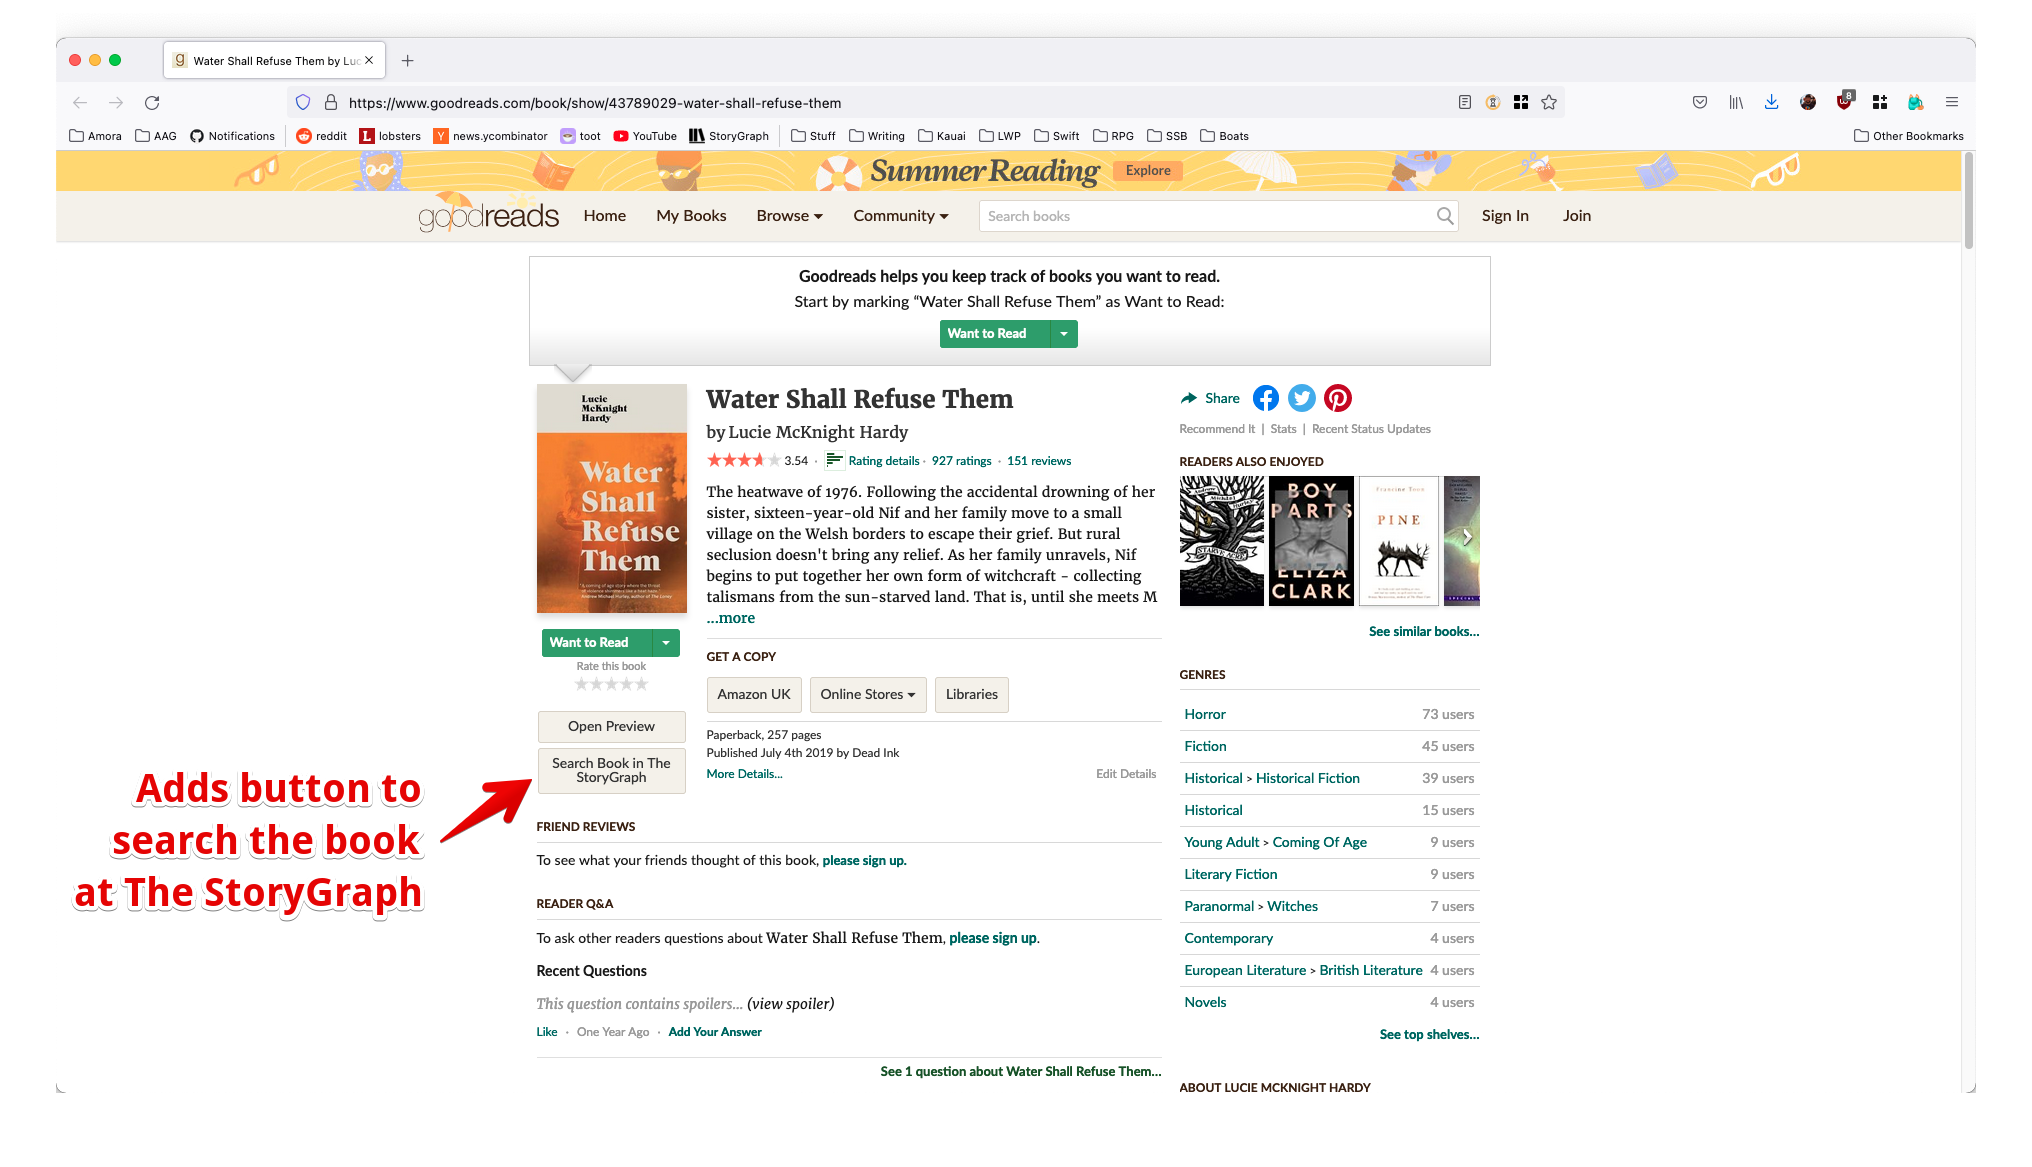 Water Shall Refuse Them by Luc
https://www.goodreads.com/book/show/43789029-water-shall-refuse-them
8
Amora AAG Notifications reddit lobsters news.ycombinator toot YouTube StoryGraph Stuff Writing Kauai LWP Swift RPG SSB Boats Other Bookmarks
Summer Reading Explore
goodreads Home My Books Browse Community Search books Sign In Join
Goodreads helps you keep track of books you want to read.
Start by marking “Water Shall Refuse Them” as Want to Read:
Want to Read
Lucie
McKnight
Hardy
Water
Shall
Refuse
Them
Want to Read
Rate this book
Open Preview
Search Book in The
StoryGraph
Adds button to
search the book
at The StoryGraph
Water Shall Refuse Them
by Lucie McKnight Hardy
3.54 · Rating details · 927 ratings · 151 reviews
The heatwave of 1976. Following the accidental drowning of her
sister, sixteen-year-old Nif and her family move to a small
village on the Welsh borders to escape their grief. But rural
seclusion doesn't bring any relief. As her family unravels, Nif
begins to put together her own form of witchcraft - collecting
talismans from the sun-starved land. That is, until she meets M
...more
GET A COPY
Amazon UK Online Stores Libraries
Paperback, 257 pages
Published July 4th 2019 by Dead Ink
More Details... Edit Details
FRIEND REVIEWS
To see what your friends thought of this book, please sign up.
READER Q&A
To ask other readers questions about Water Shall Refuse Them, please sign up.
Recent Questions
This question contains spoilers... (view spoiler)
Like · One Year Ago · Add Your Answer
See 1 question about Water Shall Refuse Them...
Share
Recommend It | Stats | Recent Status Updates
READERS ALSO ENJOYED
STARVE ACRE
BOY
PARTS
ELIZA
CLARK
Francine Toon
PINE
See similar books...
GENRES
Horror 73 users
Fiction 45 users
Historical > Historical Fiction 39 users
Historical 15 users
Young Adult > Coming Of Age 9 users
Literary Fiction 9 users
Paranormal > Witches 7 users
Contemporary 4 users
European Literature > British Literature 4 users
Novels 4 users
See top shelves...
ABOUT LUCIE MCKNIGHT HARDY